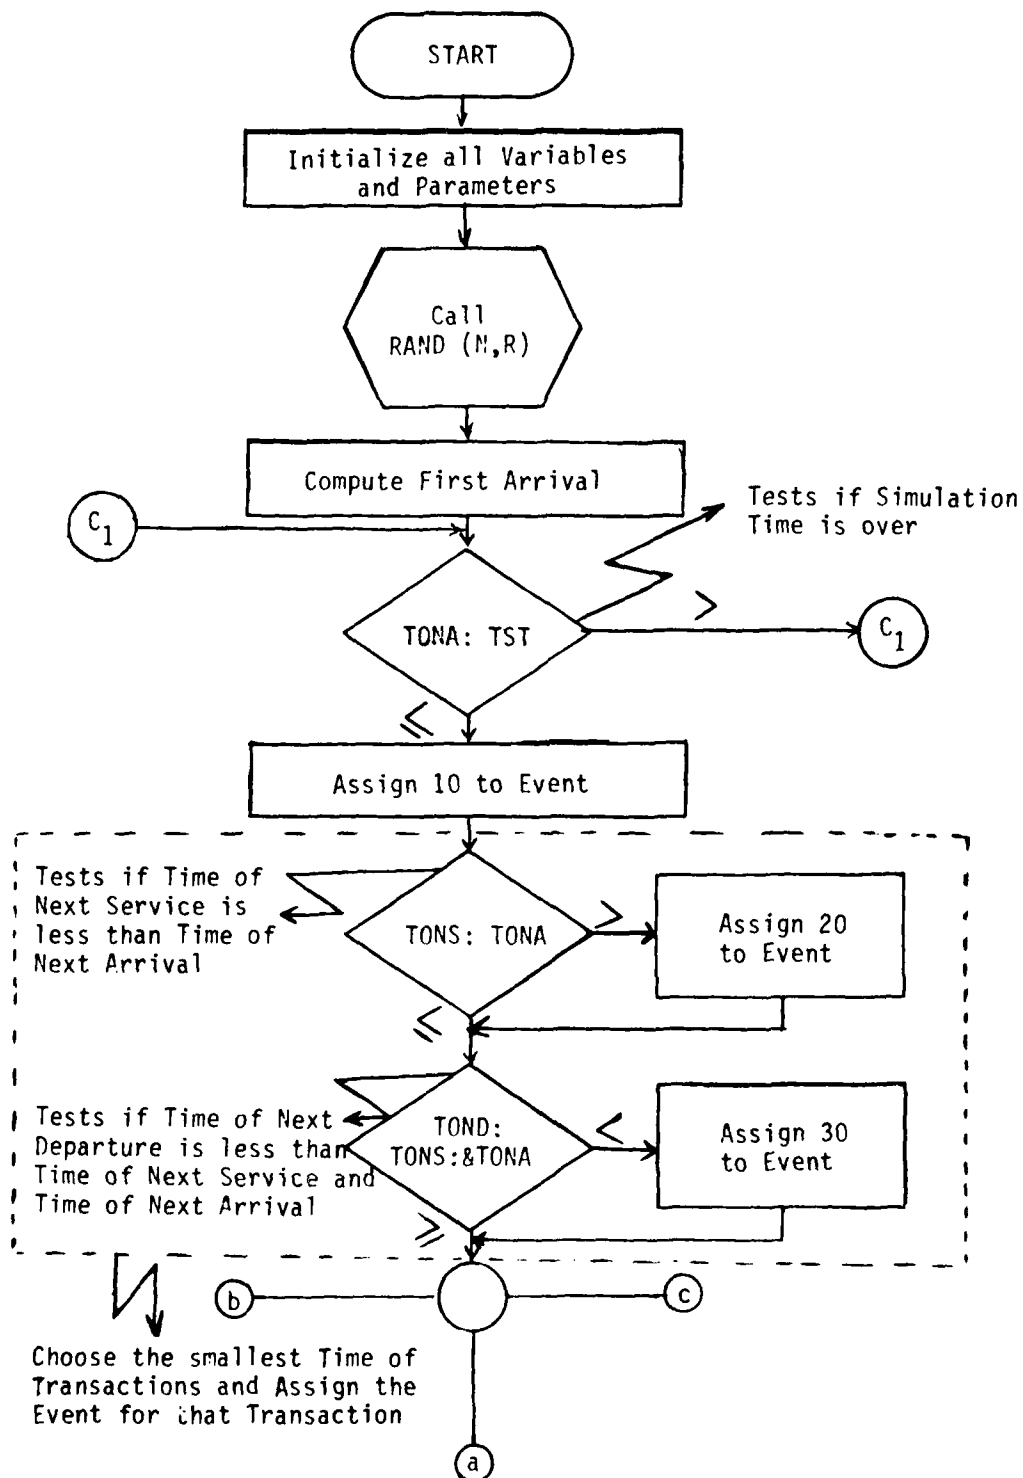 START
Initialize all Variables
and Parameters
Call
RAND (N,R)
Compute First Arrival
Tests if Simulation
Time is over
C1
>
TONA: TST
C1
≤
Assign 10 to Event
Tests if Time of
Next Service is
less than Time of
Next Arrival
TONS: TONA
>
Assign 20
to Event
≤
Tests if Time of Next
Departure is less than
Time of Next Service and
Time of Next Arrival
TOND:
TONS:&TONA
<
Assign 30
to Event
≥
b
c
Choose the smallest Time of
Transactions and Assign the
Event for that Transaction
a